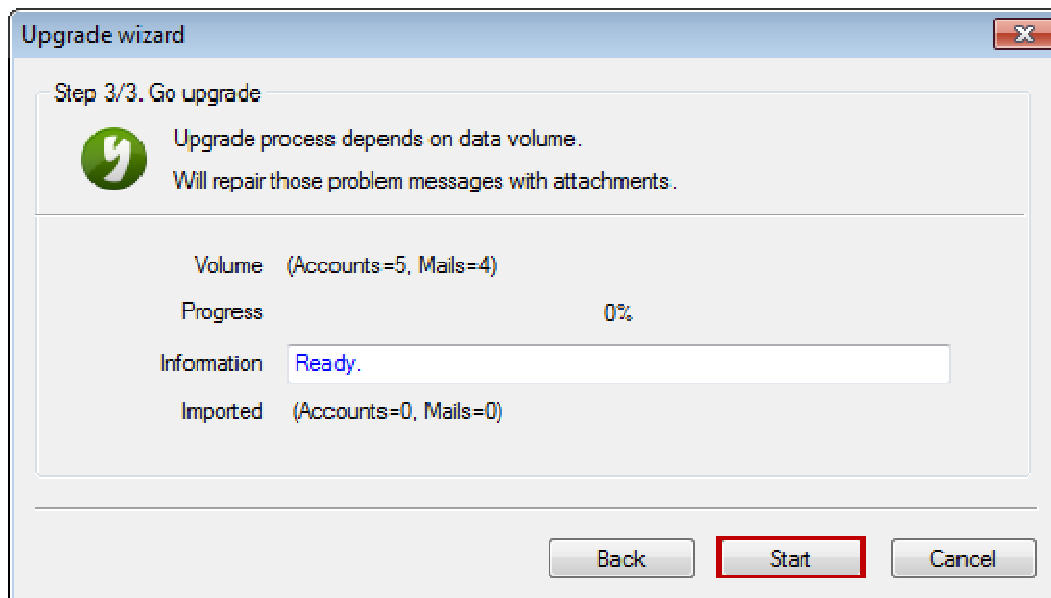 Upgrade wizard
Step 3/3. Go upgrade
Upgrade process depends on data volume.
Will repair those problem messages with attachments.
Volume (Accounts=5, Mails=4)
Progress 0%
Information Ready.
Imported (Accounts=0, Mails=0)
Back Start Cancel